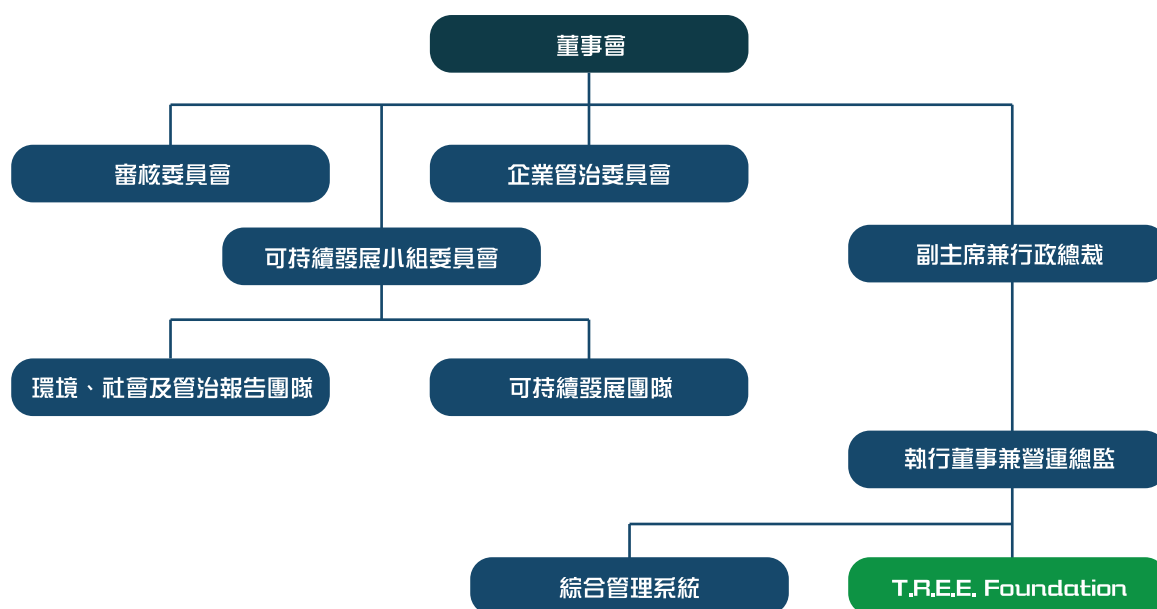 董事會
審核委員會
企業管治委員會
可持續發展小組委員會
副主席兼行政總裁
環境、社會及管治報告團隊
可持續發展團隊
執行董事兼營運總監
綜合管理系統
T.R.E.E. Foundation